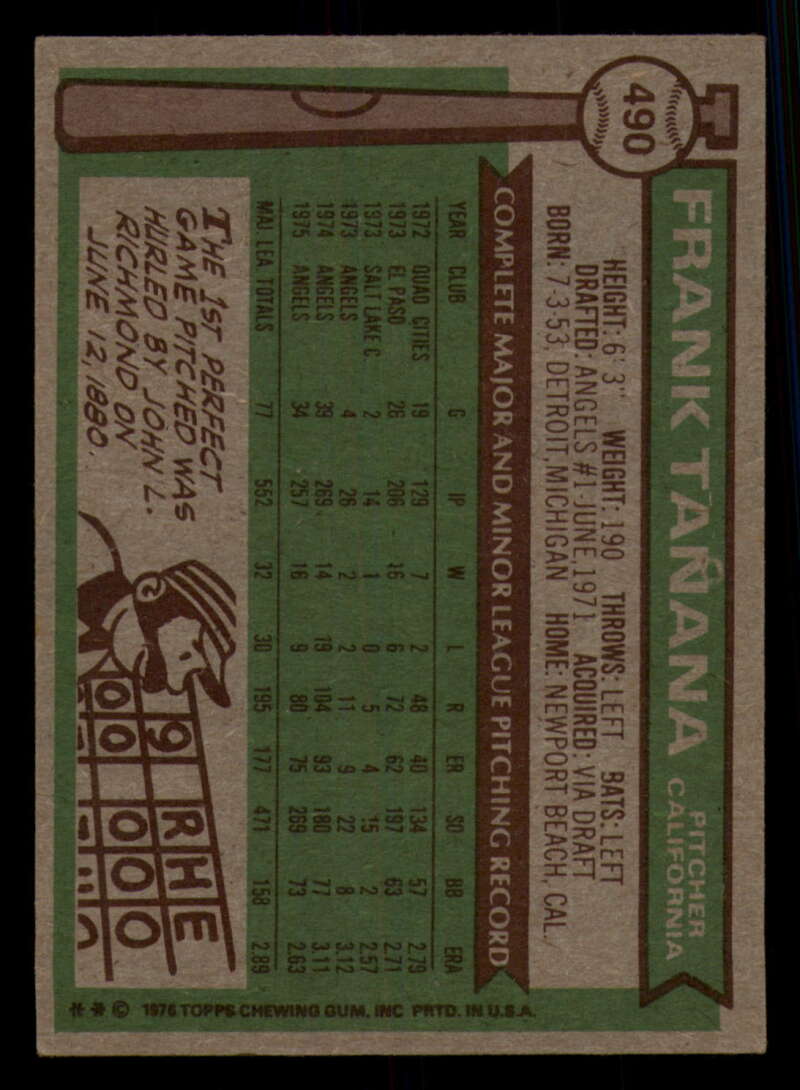 490
FRANK TANANA PITCHER CALIFORNIA
HEIGHT: 6'3" WEIGHT: 190 THROWS: LEFT BATS: LEFT
DRAFTED: ANGELS #1-JUNE, 1971 ACQUIRED: VIA DRAFT
BORN: 7-3-53 DETROIT, MICHIGAN HOME: NEWPORT BEACH, CAL.
COMPLETE MAJOR AND MINOR LEAGUE PITCHING RECORD
YEAR CLUB G IP W L R ER SO BB ERA
1972 QUAD CITIES 19 129 7 2 48 40 134 57 2.79
1973 EL PASO 26 206 16 6 72 62 197 63 2.71
1973 SALT LAKE C. 2 14 1 0 5 4 15 2 2.57
1973 ANGELS 4 26 2 2 11 9 22 8 3.12
1974 ANGELS 39 269 14 19 104 93 180 77 3.11
1975 ANGELS 34 257 16 9 80 75 269 73 2.63
MAJ. LEA. TOTALS 77 552 32 30 195 177 471 158 2.89
THE 1ST PERFECT
GAME PITCHED WAS
HURLED BY JOHN L.
RICHMOND ON
JUNE 12, 1880.
9 R H E
0 0 0 0
0 0
* * © 1976 TOPPS CHEWING GUM, INC PRTD. IN U.S.A.